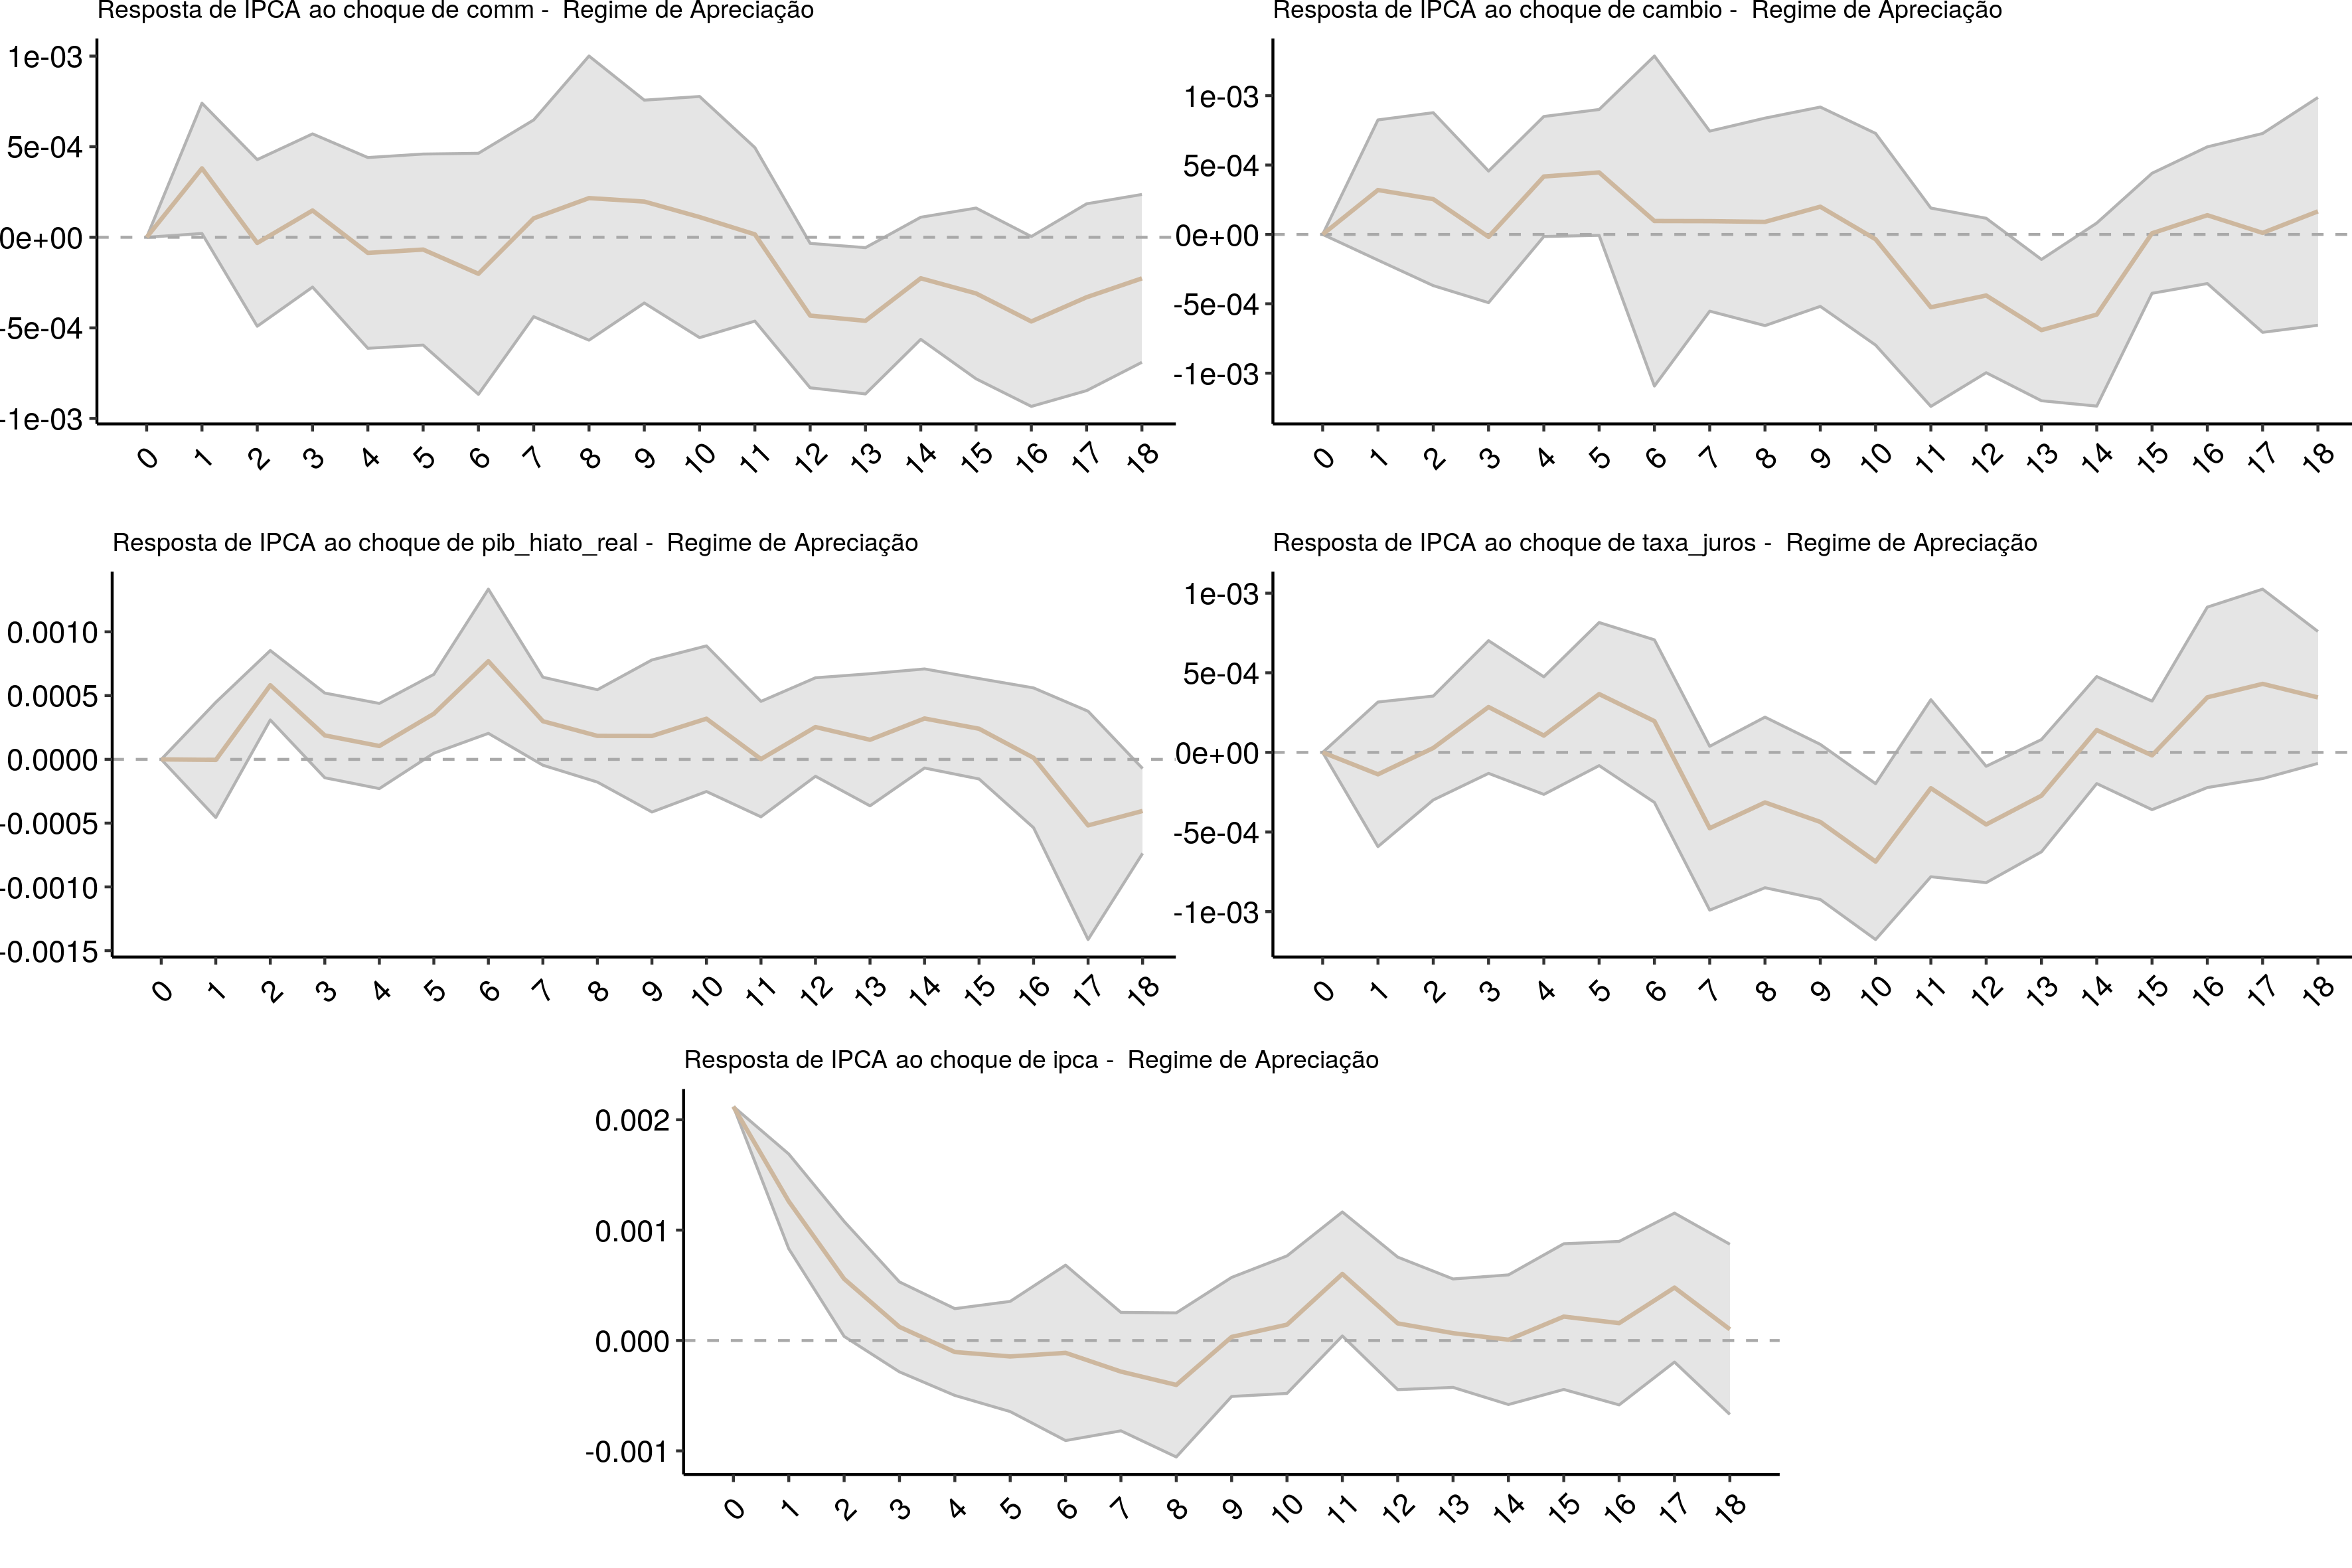 Resposta de IPCA ao choque de comm - Regime de Apreciação
1e-03
5e-04
0e+00
-5e-04
-1e-03
0 1 2 3 4 5 6 7 8 9 10 11 12 13 14 15 16 17 18
Resposta de IPCA ao choque de cambio - Regime de Apreciação
1e-03
5e-04
0e+00
-5e-04
-1e-03
0 1 2 3 4 5 6 7 8 9 10 11 12 13 14 15 16 17 18
Resposta de IPCA ao choque de pib_hiato_real - Regime de Apreciação
0.0010
0.0005
0.0000
-0.0005
-0.0010
-0.0015
0 1 2 3 4 5 6 7 8 9 10 11 12 13 14 15 16 17 18
Resposta de IPCA ao choque de taxa_juros - Regime de Apreciação
1e-03
5e-04
0e+00
-5e-04
-1e-03
0 1 2 3 4 5 6 7 8 9 10 11 12 13 14 15 16 17 18
Resposta de IPCA ao choque de ipca - Regime de Apreciação
0.002
0.001
0.000
-0.001
0 1 2 3 4 5 6 7 8 9 10 11 12 13 14 15 16 17 18